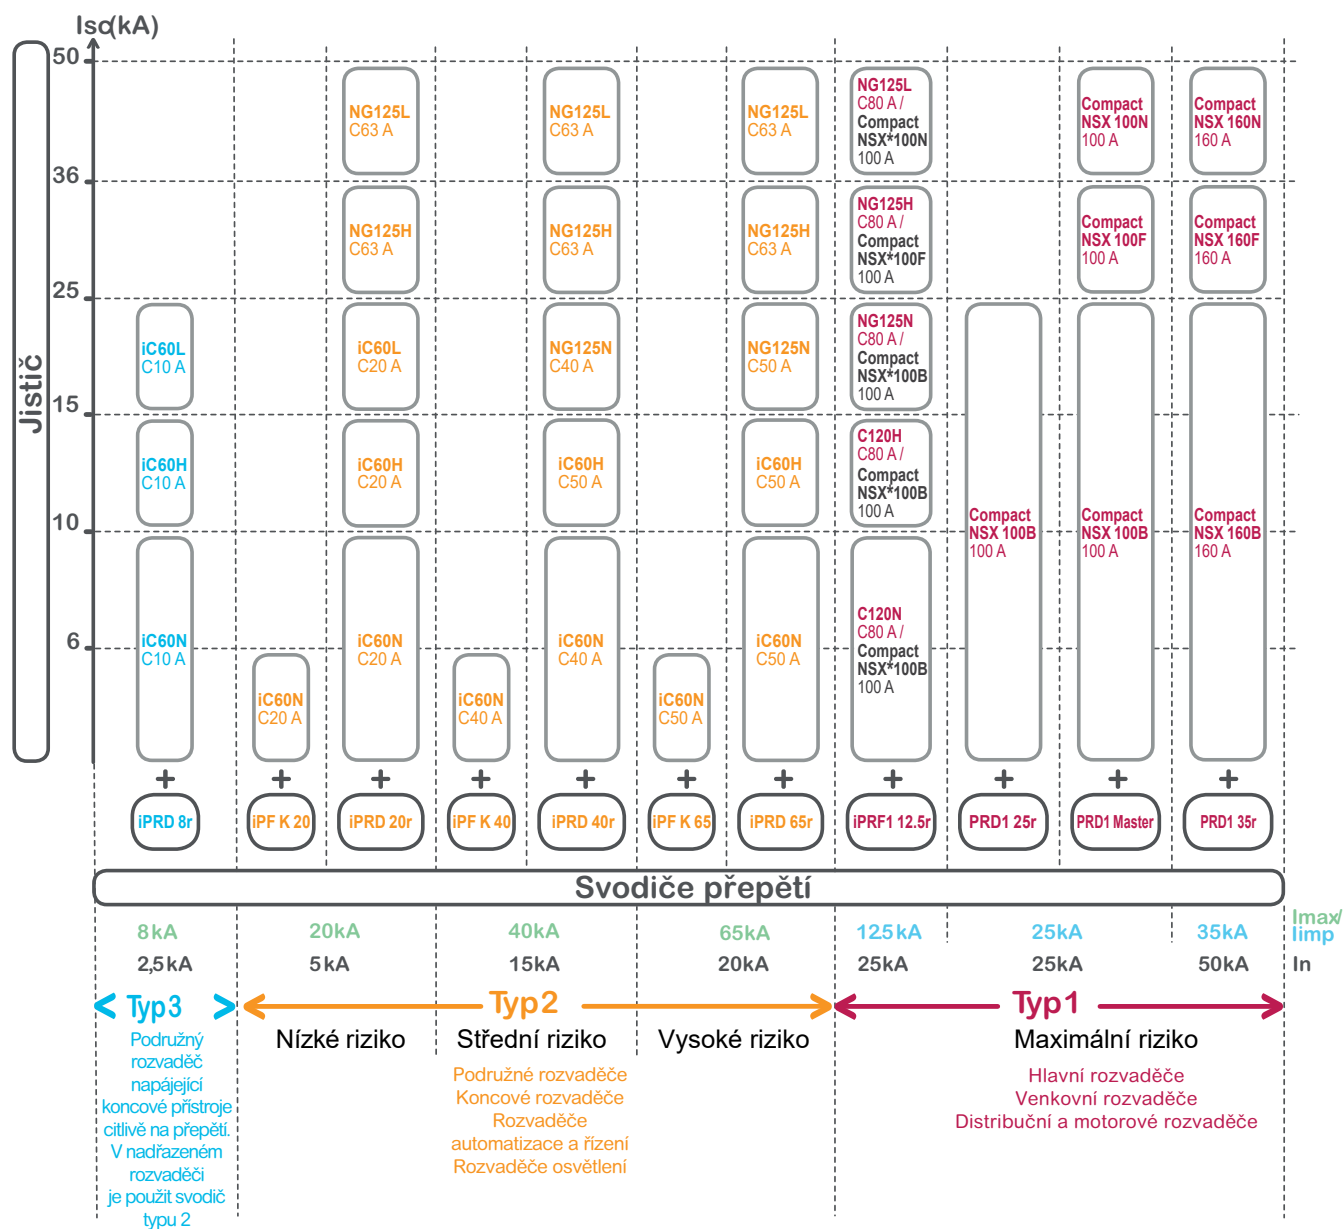 Isc(kA)
Jistič
50
36
25
15
10
6
iC60L
C10 A
iC60H
C10 A
iC60N
C10 A
iC60N
C20 A
NG125L
C63 A
NG125H
C63 A
iC60L
C20 A
iC60H
C20 A
iC60N
C20 A
iC60N
C40 A
NG125L
C63 A
NG125H
C63 A
NG125N
C40 A
iC60H
C50 A
iC60N
C40 A
iC60N
C50 A
NG125L
C63 A
NG125H
C63 A
NG125N
C50 A
iC60H
C50 A
iC60N
C50 A
NG125L
C80 A /
Compact
NSX*100N
100 A
NG125H
C80 A /
Compact
NSX*100F
100 A
NG125N
C80 A /
Compact
NSX*100B
100 A
C120H
C80 A /
Compact
NSX*100B
100 A
C120N
C80 A /
Compact
NSX*100B
100 A
Compact
NSX 100B
100 A
Compact
NSX 100N
100 A
Compact
NSX 100F
100 A
Compact
NSX 100B
100 A
Compact
NSX 160N
160 A
Compact
NSX 160F
160 A
Compact
NSX 160B
160 A
+ + + + + + + + + + +
iPRD 8r
iPF K 20
iPRD 20r
iPF K 40
iPRD 40r
iPF K 65
iPRD 65r
iPRF1 12.5r
PRD1 25r
PRD1 Master
PRD1 35r
Svodiče přepětí
8kA 20kA 40kA 65kA 12.5kA 25kA 35kA Imax/
Iimp
2,5kA 5kA 15kA 20kA 25kA 25kA 50kA In
Typ3
Podružný
rozvaděč
napájející
koncové přístroje
citlivě na přepětí.
V nadřazeném
rozvaděči
je použit svodič
typu 2
Typ2
Nízké riziko
Střední riziko
Vysoké riziko
Podružné rozvaděče
Koncové rozvaděče
Rozvaděče
automatizace a řízení
Rozvaděče osvětlení
Typ1
Maximální riziko
Hlavní rozvaděče
Venkovní rozvaděče
Distribuční a motorové rozvaděče